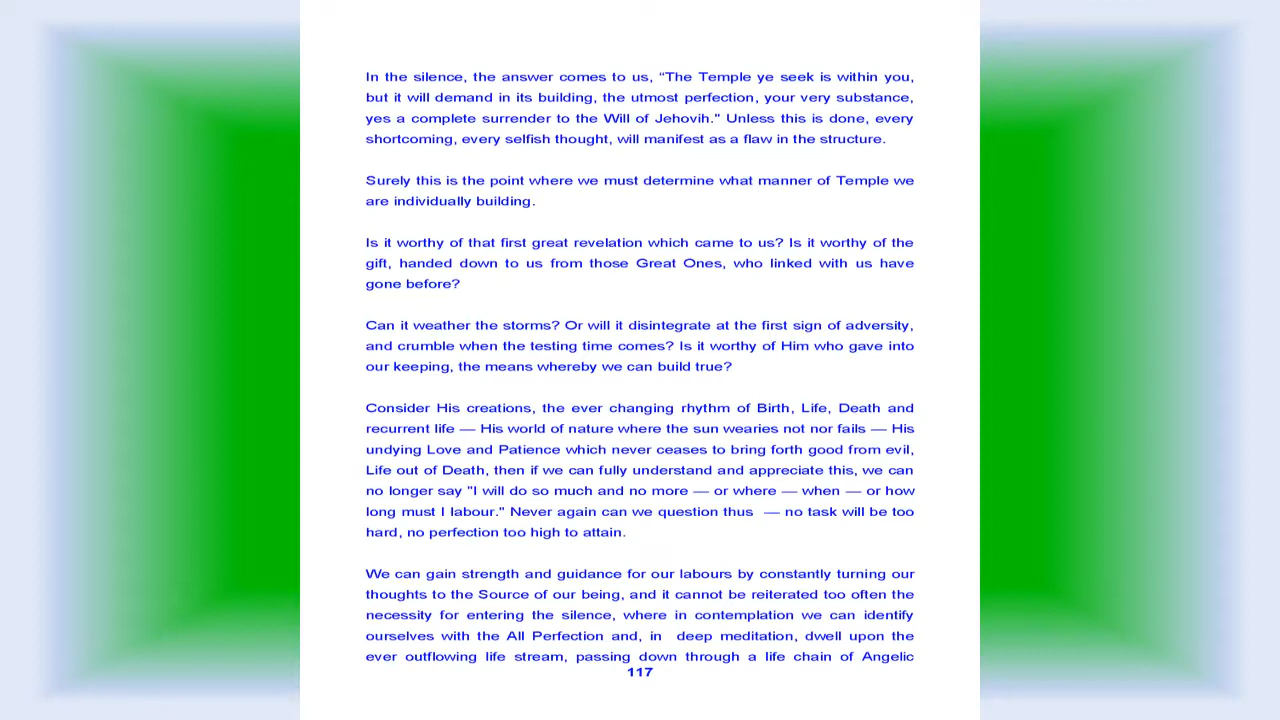 In the silence, the answer comes to us, “The Temple ye seek is within you,
but it will demand in its building, the utmost perfection, your very substance,
yes a complete surrender to the Will of Jehovih." Unless this is done, every
shortcoming, every selfish thought, will manifest as a flaw in the structure.
Surely this is the point where we must determine what manner of Temple we
are individually building.
Is it worthy of that first great revelation which came to us? Is it worthy of the
gift, handed down to us from those Great Ones, who linked with us have
gone before?
Can it weather the storms? Or will it disintegrate at the first sign of adversity,
and crumble when the testing time comes? Is it worthy of Him who gave into
our keeping, the means whereby we can build true?
Consider His creations, the ever changing rhythm of Birth, Life, Death and
recurrent life — His world of nature where the sun wearies not nor fails — His
undying Love and Patience which never ceases to bring forth good from evil,
Life out of Death, then if we can fully understand and appreciate this, we can
no longer say "I will do so much and no more — or where — when — or how
long must I labour." Never again can we question thus — no task will be too
hard, no perfection too high to attain.
We can gain strength and guidance for our labours by constantly turning our
thoughts to the Source of our being, and it cannot be reiterated too often the
necessity for entering the silence, where in contemplation we can identify
ourselves with the All Perfection and, in deep meditation, dwell upon the
ever outflowing life stream, passing down through a life chain of Angelic
117